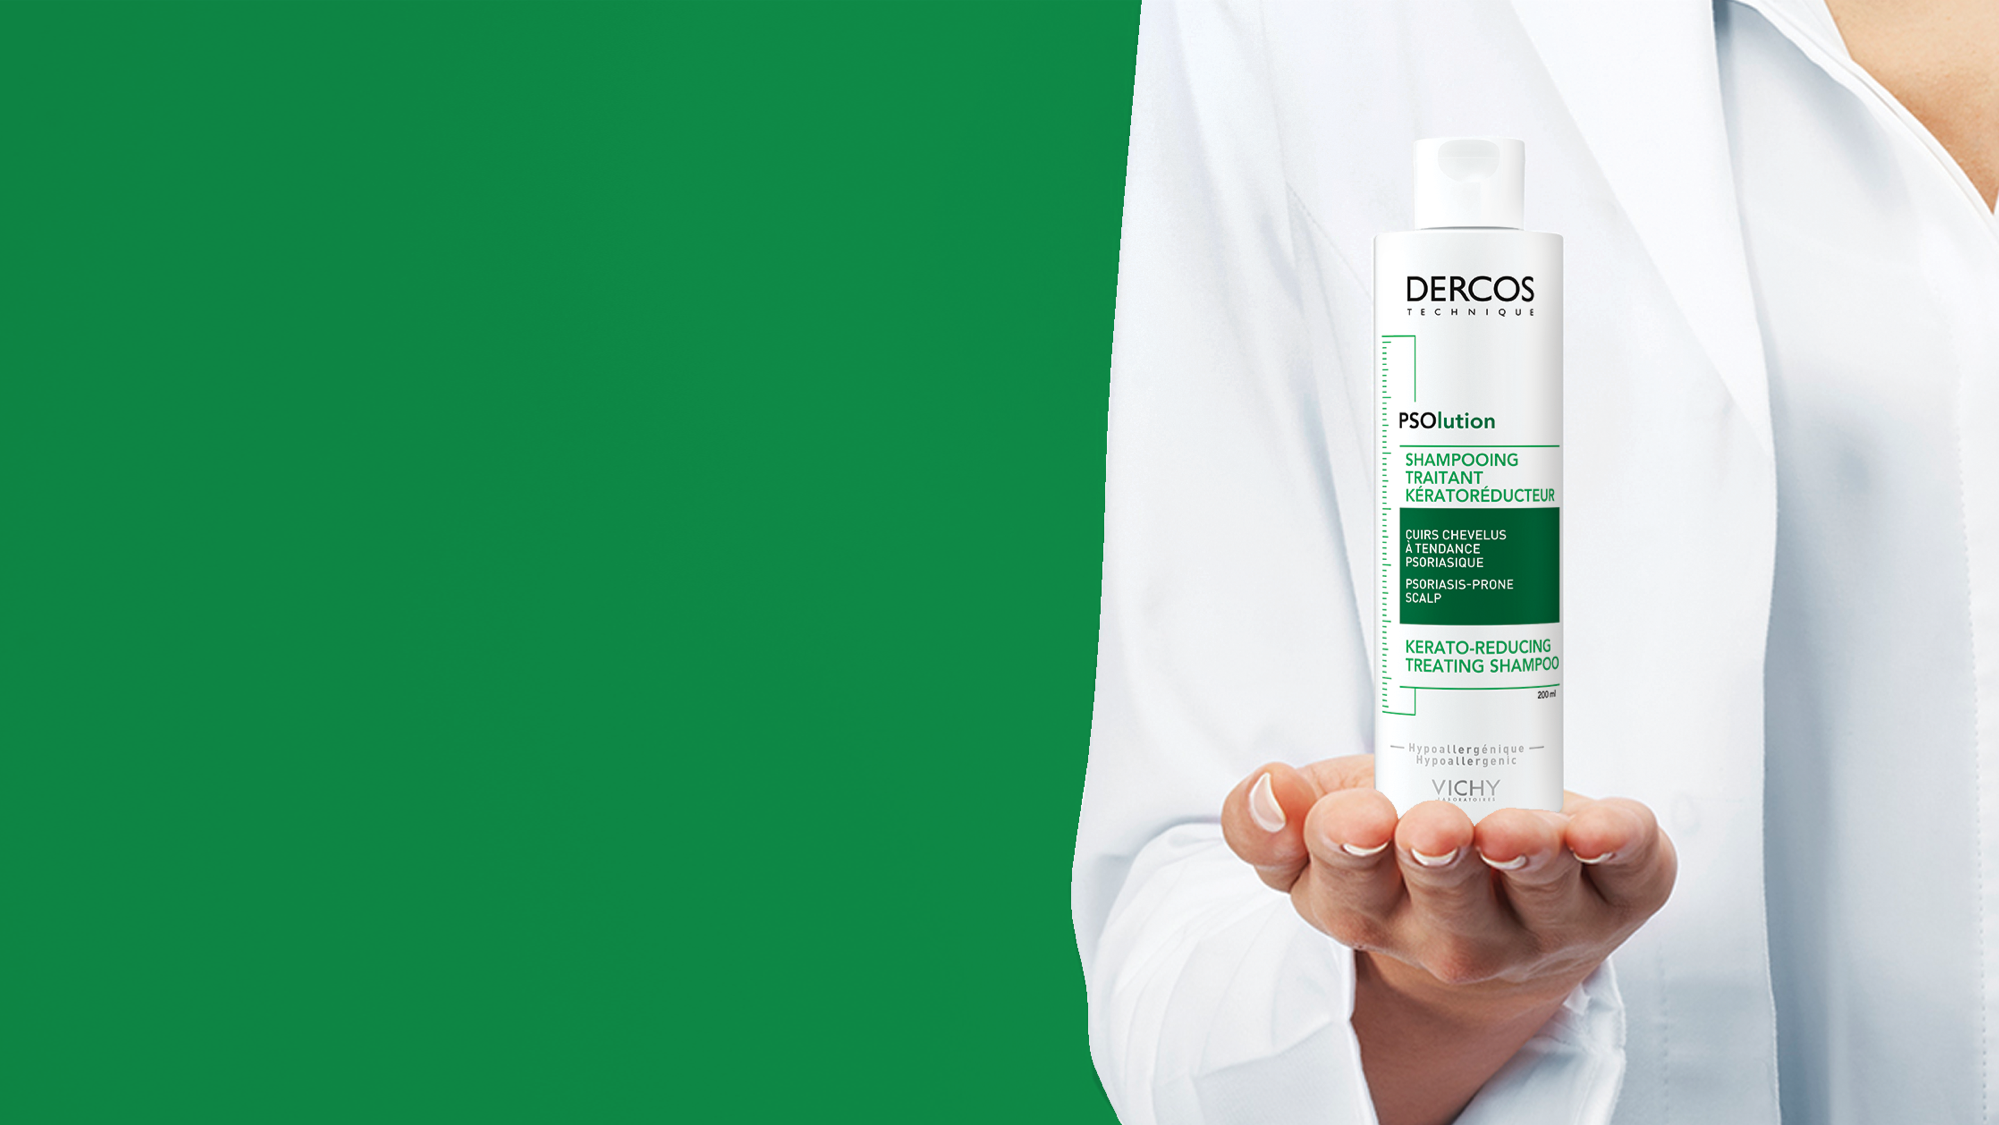 DERCOS
TECHNIQUE
PSOlution
SHAMPOOING
TRAITANT
KÉRATORÉDUCTEUR
CUIRS CHEVELUS
À TENDANCE
PSORIASIQUE
PSORIASIS-PRONE
SCALP
KERATO-REDUCING
TREATING SHAMPOO
200 ml
Hypoallergénique
Hypoallergenic
VICHY
LABORATOIRES